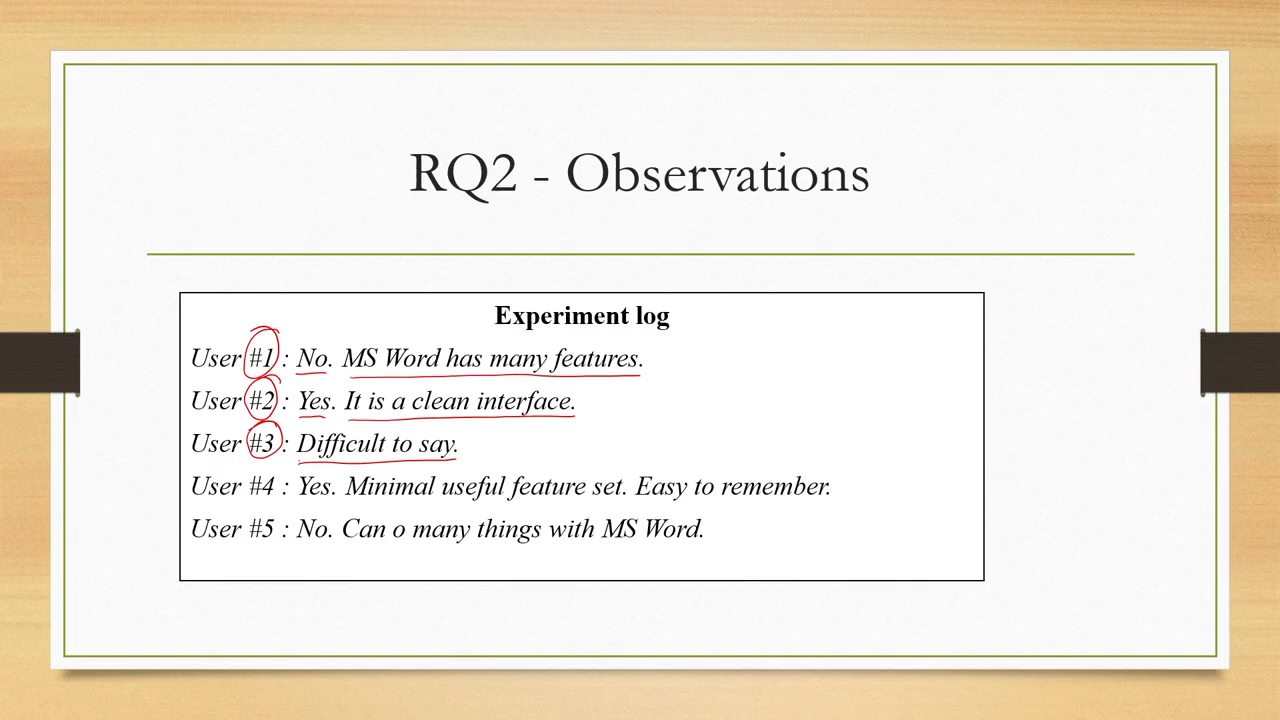 RQ2 - Observations
Experiment log
User #1 : No. MS Word has many features.
User #2 : Yes. It is a clean interface.
User #3 : Difficult to say.
User #4 : Yes. Minimal useful feature set. Easy to remember.
User #5 : No. Can o many things with MS Word.